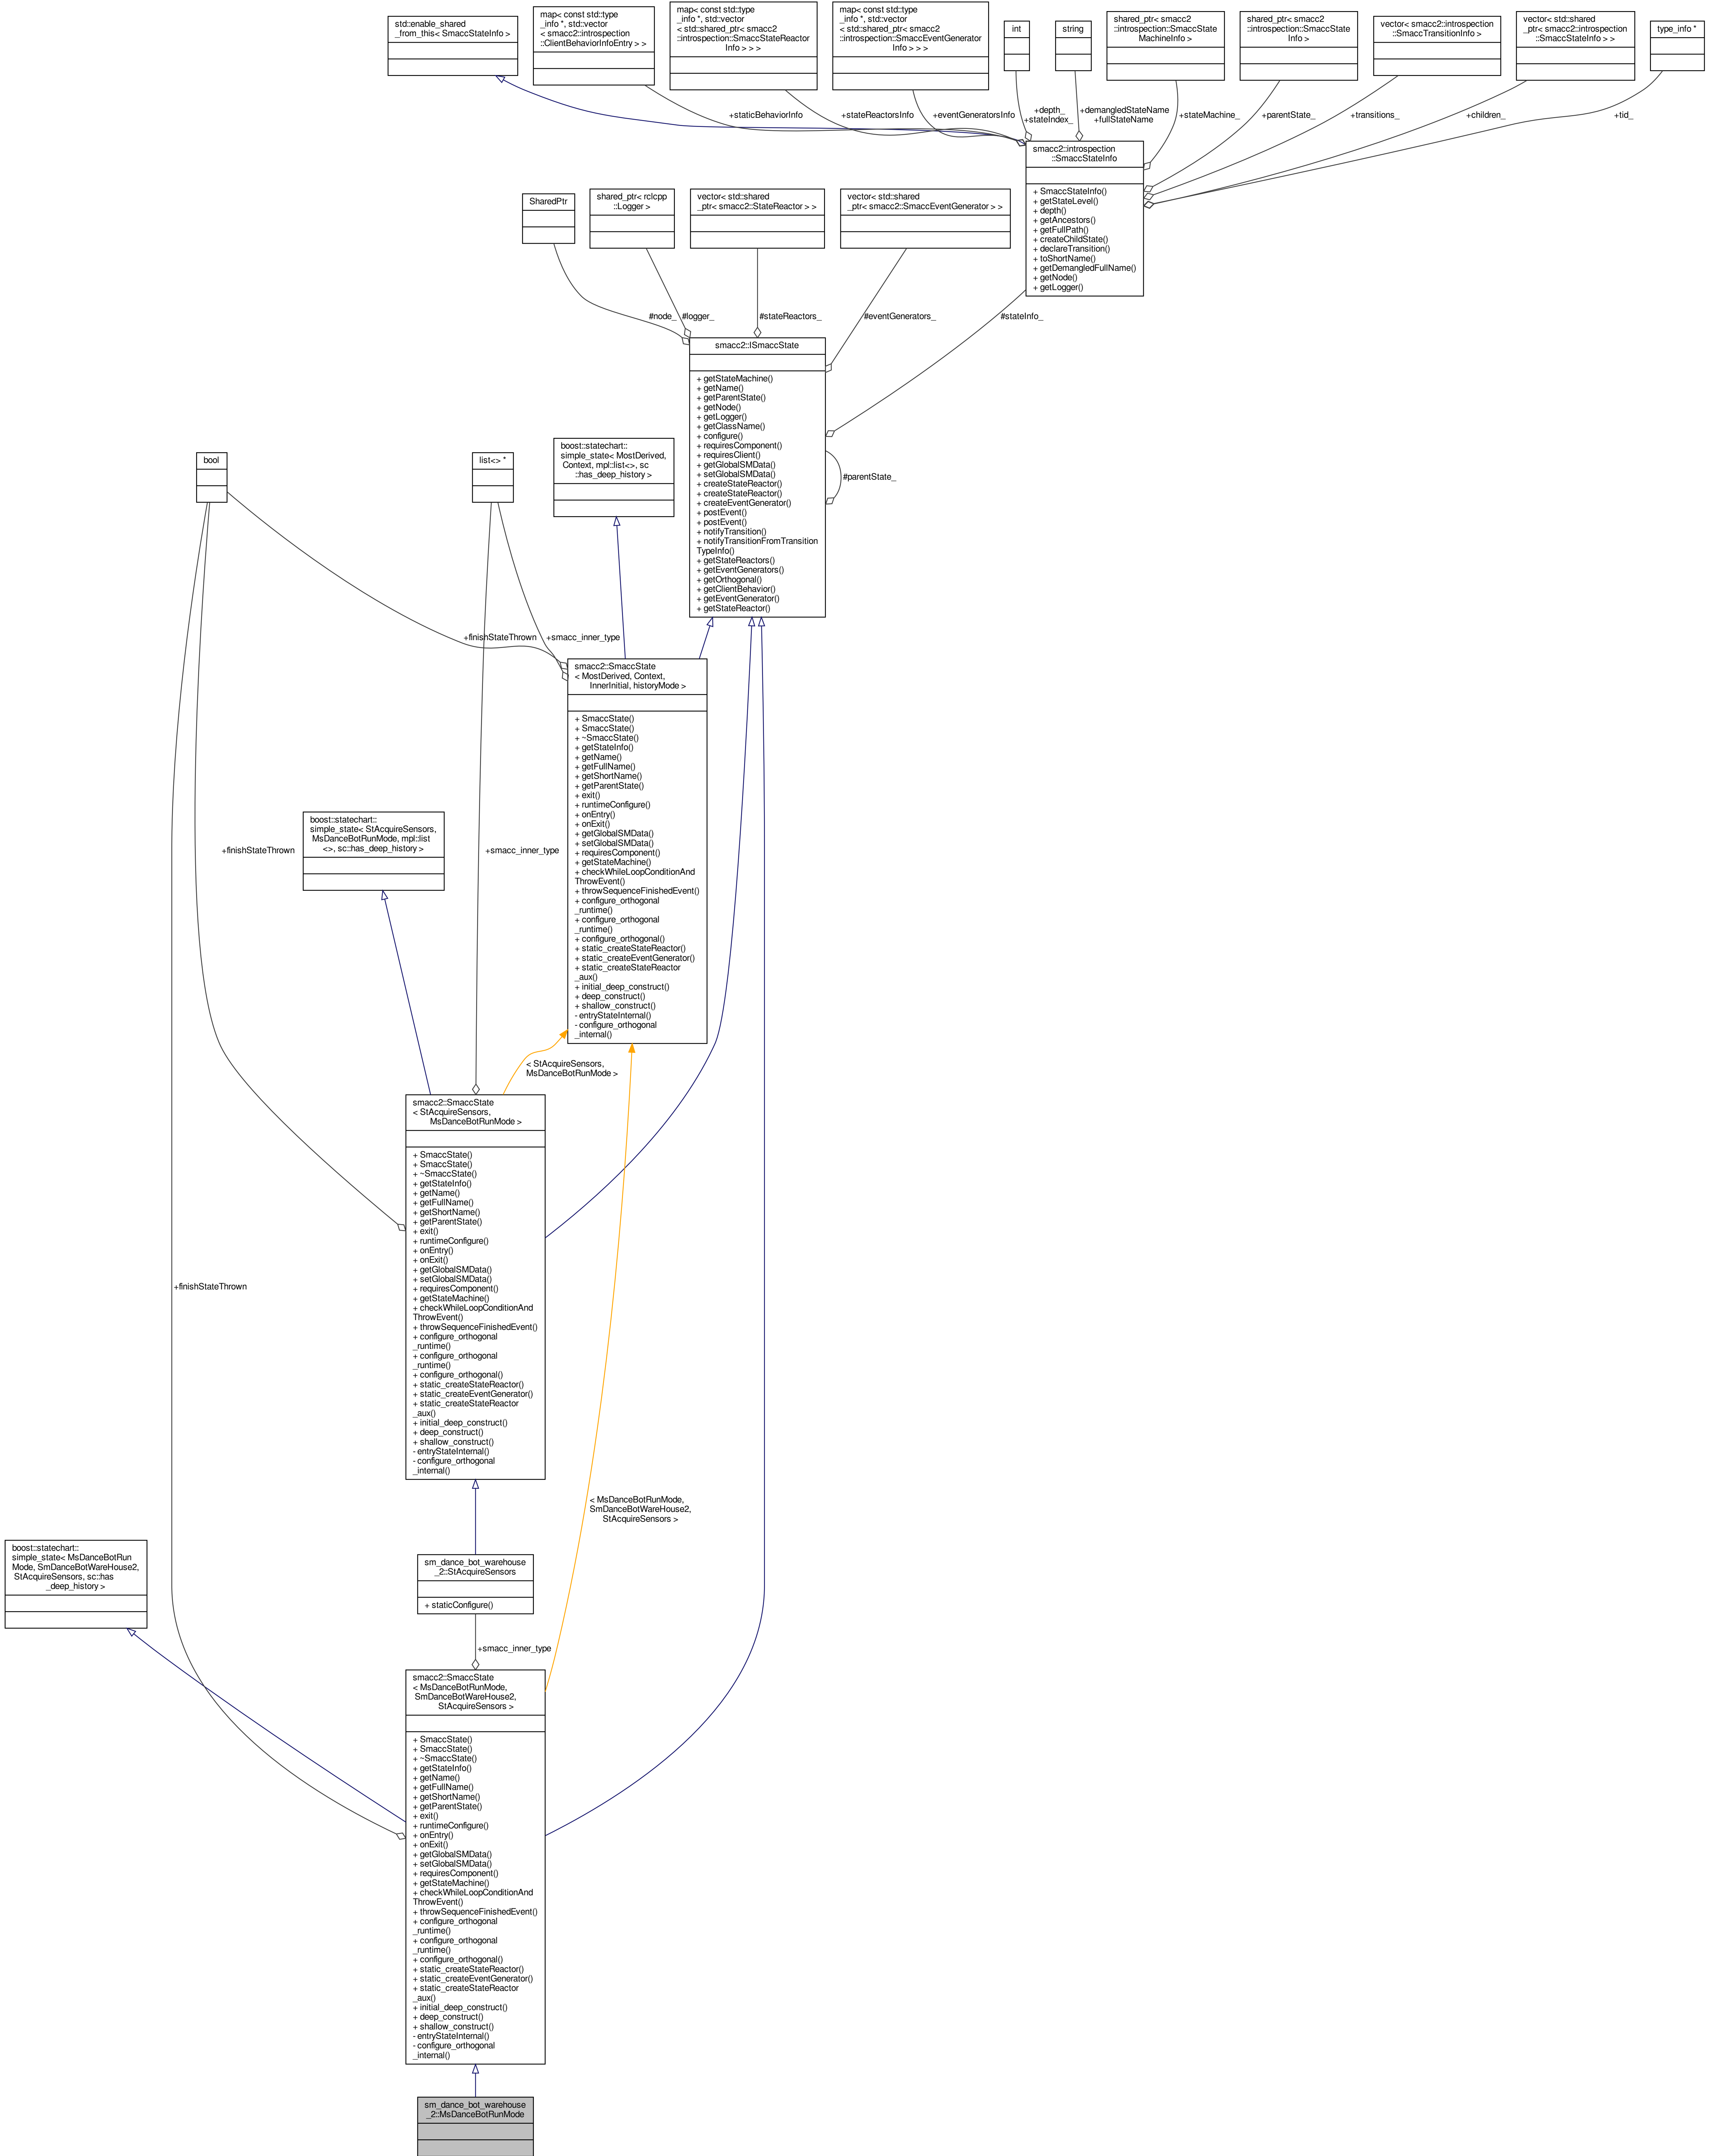 std::enable_shared
_from_this< SmaccStateInfo >
map< const std::type
_info *, std::vector
< smacc2::introspection
::ClientBehaviorInfoEntry > >
map< const std::type
_info *, std::vector
< std::shared_ptr< smacc2
::introspection::SmaccStateReactor
Info > > >
map< const std::type
_info *, std::vector
< std::shared_ptr< smacc2
::introspection::SmaccEventGenerator
Info > > >
int
string
shared_ptr< smacc2
::introspection::SmaccState
MachineInfo >
shared_ptr< smacc2
::introspection::SmaccState
Info >
vector< smacc2::introspection
::SmaccTransitionInfo >
vector< std::shared
_ptr< smacc2::introspection
::SmaccStateInfo > >
type_info *
+staticBehaviorInfo
+stateReactorsInfo
+eventGeneratorsInfo
+depth_
+stateIndex_
+demangledStateName
+fullStateName
+stateMachine_
+parentState_
+transitions_
+children_
+tid_
smacc2::introspection
::SmaccStateInfo
+ SmaccStateInfo()
+ getStateLevel()
+ depth()
+ getAncestors()
+ getFullPath()
+ createChildState()
+ declareTransition()
+ toShortName()
+ getDemangledFullName()
+ getNode()
+ getLogger()
SharedPtr
shared_ptr< rclcpp
::Logger >
vector< std::shared
_ptr< smacc2::StateReactor > >
vector< std::shared
_ptr< smacc2::SmaccEventGenerator > >
#node_
#logger_
#stateReactors_
#eventGenerators_
#stateInfo_
smacc2::ISmaccState
+ getStateMachine()
+ getName()
+ getParentState()
+ getNode()
+ getLogger()
+ getClassName()
+ configure()
+ requiresComponent()
+ requiresClient()
+ getGlobalSMData()
+ setGlobalSMData()
+ createStateReactor()
+ createStateReactor()
+ createEventGenerator()
+ postEvent()
+ postEvent()
+ notifyTransition()
+ notifyTransitionFromTransition
TypeInfo()
+ getStateReactors()
+ getEventGenerators()
+ getOrthogonal()
+ getClientBehavior()
+ getEventGenerator()
+ getStateReactor()
#parentState_
bool
list<> *
boost::statechart::
simple_state< MostDerived,
Context, mpl::list<>, sc
::has_deep_history >
+finishStateThrown
+smacc_inner_type
smacc2::SmaccState
< MostDerived, Context,
InnerInitial, historyMode >
+ SmaccState()
+ SmaccState()
+ ~SmaccState()
+ getStateInfo()
+ getName()
+ getFullName()
+ getShortName()
+ getParentState()
+ exit()
+ runtimeConfigure()
+ onEntry()
+ onExit()
+ getGlobalSMData()
+ setGlobalSMData()
+ requiresComponent()
+ getStateMachine()
+ checkWhileLoopConditionAnd
ThrowEvent()
+ throwSequenceFinishedEvent()
+ configure_orthogonal
_runtime()
+ configure_orthogonal
_runtime()
+ configure_orthogonal()
+ static_createStateReactor()
+ static_createEventGenerator()
+ static_createStateReactor
_aux()
+ initial_deep_construct()
+ deep_construct()
+ shallow_construct()
- entryStateInternal()
- configure_orthogonal
_internal()
boost::statechart::
simple_state< StAcquireSensors,
MsDanceBotRunMode, mpl::list
<>, sc::has_deep_history >
+finishStateThrown
+smacc_inner_type
< StAcquireSensors,
MsDanceBotRunMode >
smacc2::SmaccState
< StAcquireSensors,
MsDanceBotRunMode >
+ SmaccState()
+ SmaccState()
+ ~SmaccState()
+ getStateInfo()
+ getName()
+ getFullName()
+ getShortName()
+ getParentState()
+ exit()
+ runtimeConfigure()
+ onEntry()
+ onExit()
+ getGlobalSMData()
+ setGlobalSMData()
+ requiresComponent()
+ getStateMachine()
+ checkWhileLoopConditionAnd
ThrowEvent()
+ throwSequenceFinishedEvent()
+ configure_orthogonal
_runtime()
+ configure_orthogonal
_runtime()
+ configure_orthogonal()
+ static_createStateReactor()
+ static_createEventGenerator()
+ static_createStateReactor
_aux()
+ initial_deep_construct()
+ deep_construct()
+ shallow_construct()
- entryStateInternal()
- configure_orthogonal
_internal()
+finishStateThrown
< MsDanceBotRunMode,
SmDanceBotWareHouse2,
StAcquireSensors >
boost::statechart::
simple_state< MsDanceBotRun
Mode, SmDanceBotWareHouse2,
StAcquireSensors, sc::has
_deep_history >
sm_dance_bot_warehouse
_2::StAcquireSensors
+ staticConfigure()
+smacc_inner_type
smacc2::SmaccState
< MsDanceBotRunMode,
SmDanceBotWareHouse2,
StAcquireSensors >
+ SmaccState()
+ SmaccState()
+ ~SmaccState()
+ getStateInfo()
+ getName()
+ getFullName()
+ getShortName()
+ getParentState()
+ exit()
+ runtimeConfigure()
+ onEntry()
+ onExit()
+ getGlobalSMData()
+ setGlobalSMData()
+ requiresComponent()
+ getStateMachine()
+ checkWhileLoopConditionAnd
ThrowEvent()
+ throwSequenceFinishedEvent()
+ configure_orthogonal
_runtime()
+ configure_orthogonal
_runtime()
+ configure_orthogonal()
+ static_createStateReactor()
+ static_createEventGenerator()
+ static_createStateReactor
_aux()
+ initial_deep_construct()
+ deep_construct()
+ shallow_construct()
- entryStateInternal()
- configure_orthogonal
_internal()
sm_dance_bot_warehouse
_2::MsDanceBotRunMode